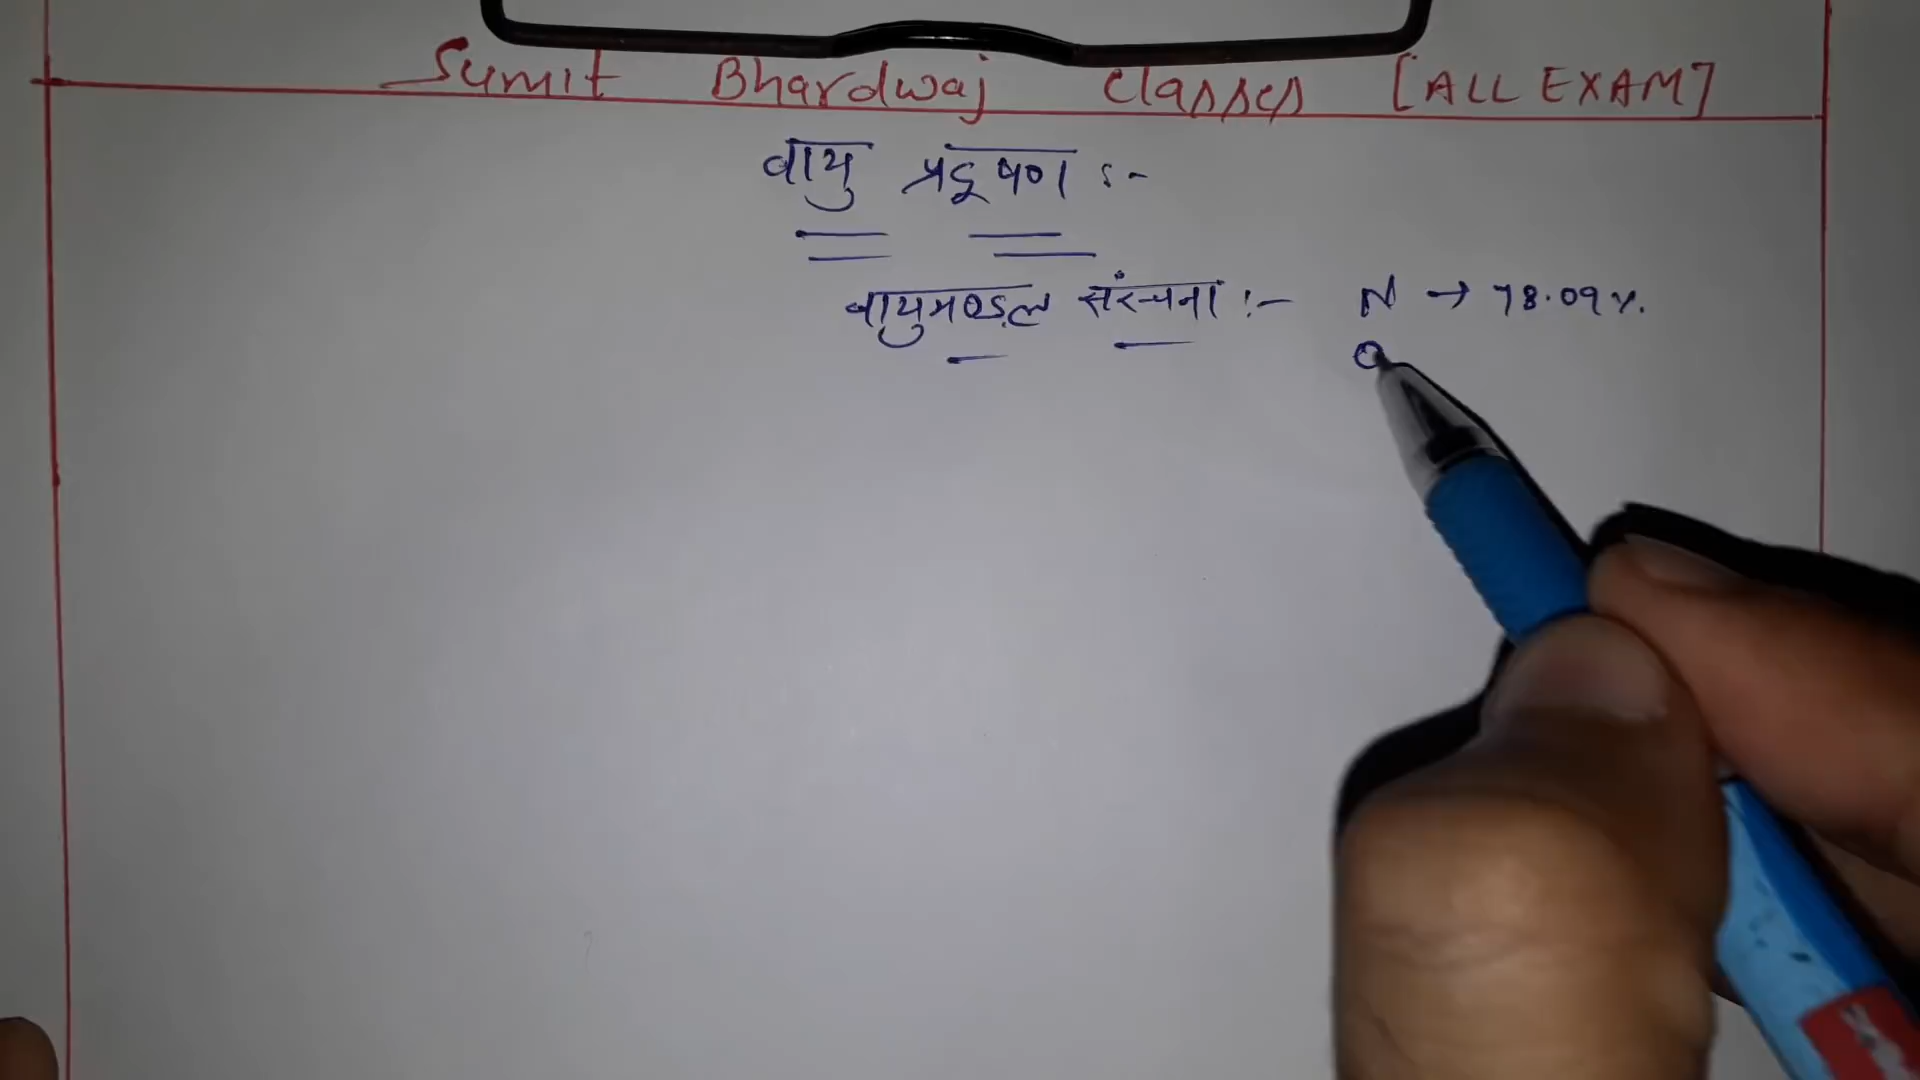 Sumit Bhardwaj Classes [ALL EXAM]
वायु प्रदूषण :-
वायुमण्डल संरचना :- N → 78.09%.
O